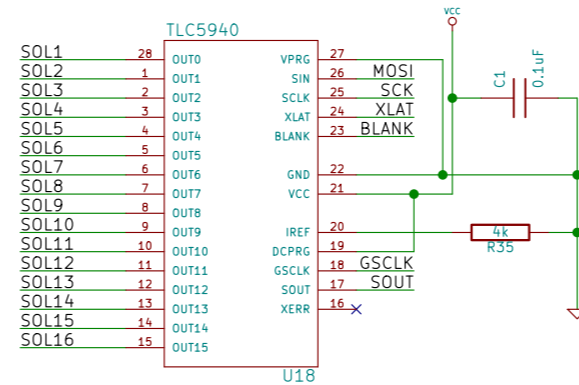 VCC
TLC5940
SOL1 28 OUT0 VPRG 27
SOL2 1 OUT1 SIN 26 MOSI
SOL3 2 OUT2 SCLK 25 SCK
SOL4 3 OUT3 XLAT 24 XLAT
SOL5 4 OUT4 BLANK 23 BLANK
SOL6 5 OUT5
SOL7 6 OUT6 GND 22
SOL8 7 OUT7 VCC 21
SOL9 8 OUT8
SOL10 9 OUT9 IREF 20
SOL11 10 OUT10 DCPRG 19
SOL12 11 OUT11 GSCLK 18 GSCLK
SOL13 12 OUT12 SOUT 17 SOUT
SOL14 13 OUT13 XERR 16
SOL15 14 OUT14
SOL16 15 OUT15
U18
C1
0.1uF
4k
R35